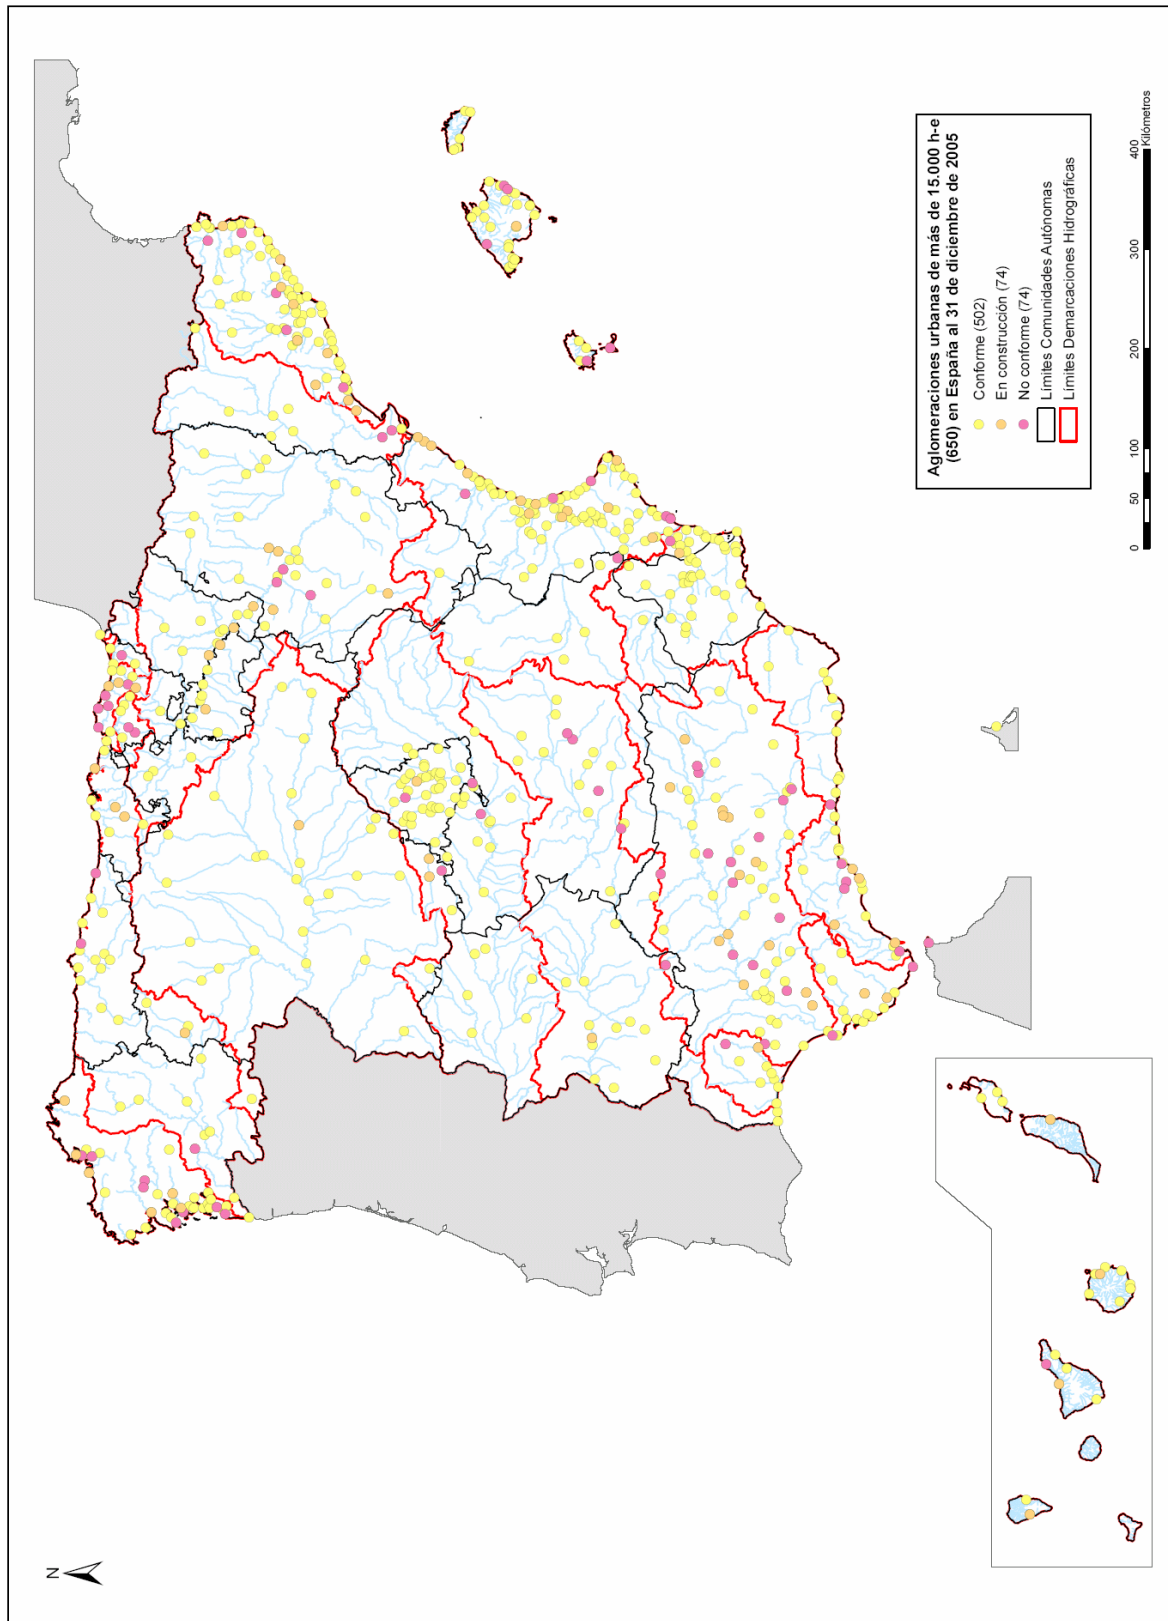 Aglomeraciones urbanas de más de 15.000 h-e
(650) en España al 31 de diciembre de 2005
Conforme (502)
En construcción (74)
No conforme (74)
Límites Comunidades Autónomas
Límites Demarcaciones Hidrográficas
0 50 100 200 300 400
Kilómetros
N